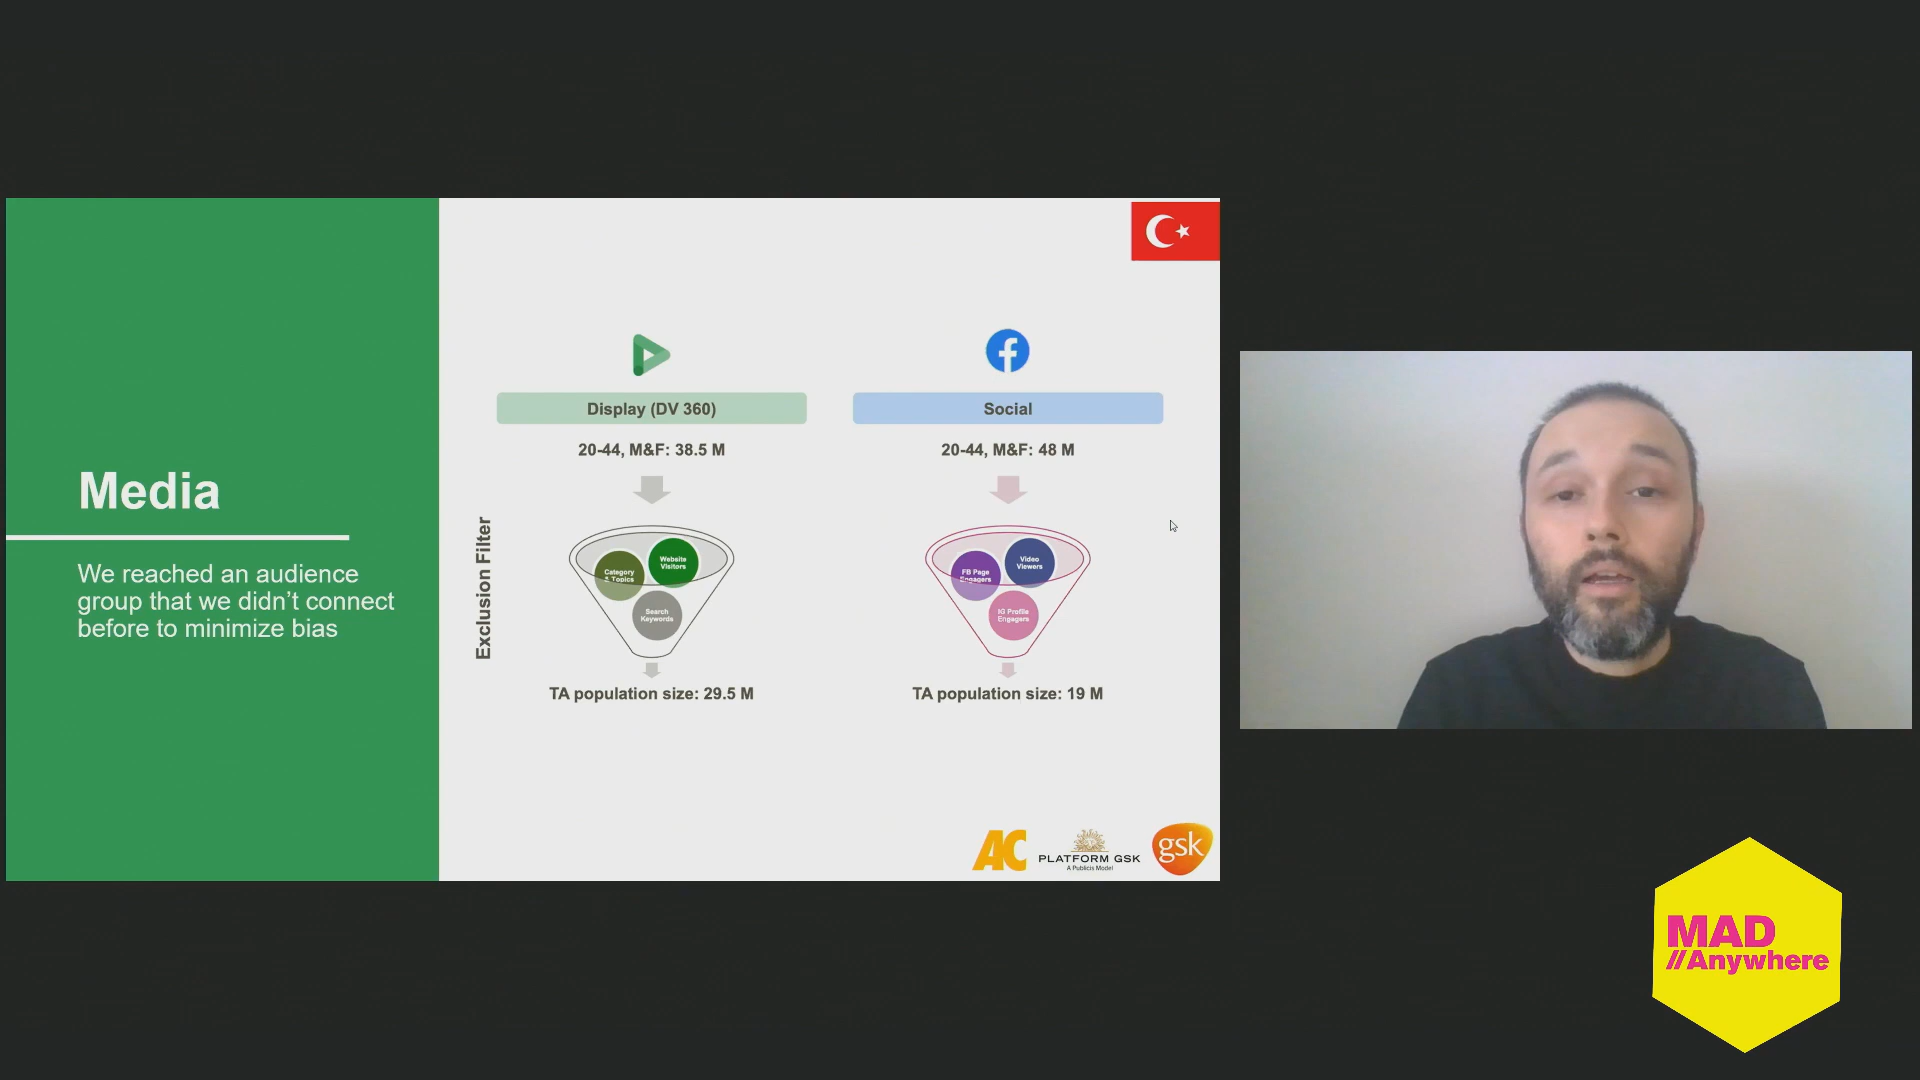 Media
We reached an audience
group that we didn't connect
before to minimize bias
Display (DV 360)
20-44, M&F: 38.5 M
Exclusion Filter
Category
& Topics
Website
Visitors
Search
Keywords
TA population size: 29.5 M
Social
20-44, M&F: 48 M
FB Page
Engagers
Video
Viewers
IG Profile
Engagers
TA population size: 19 M
AC
PLATFORM GSK
A Publicis Model
gsk
MAD
//Anywhere